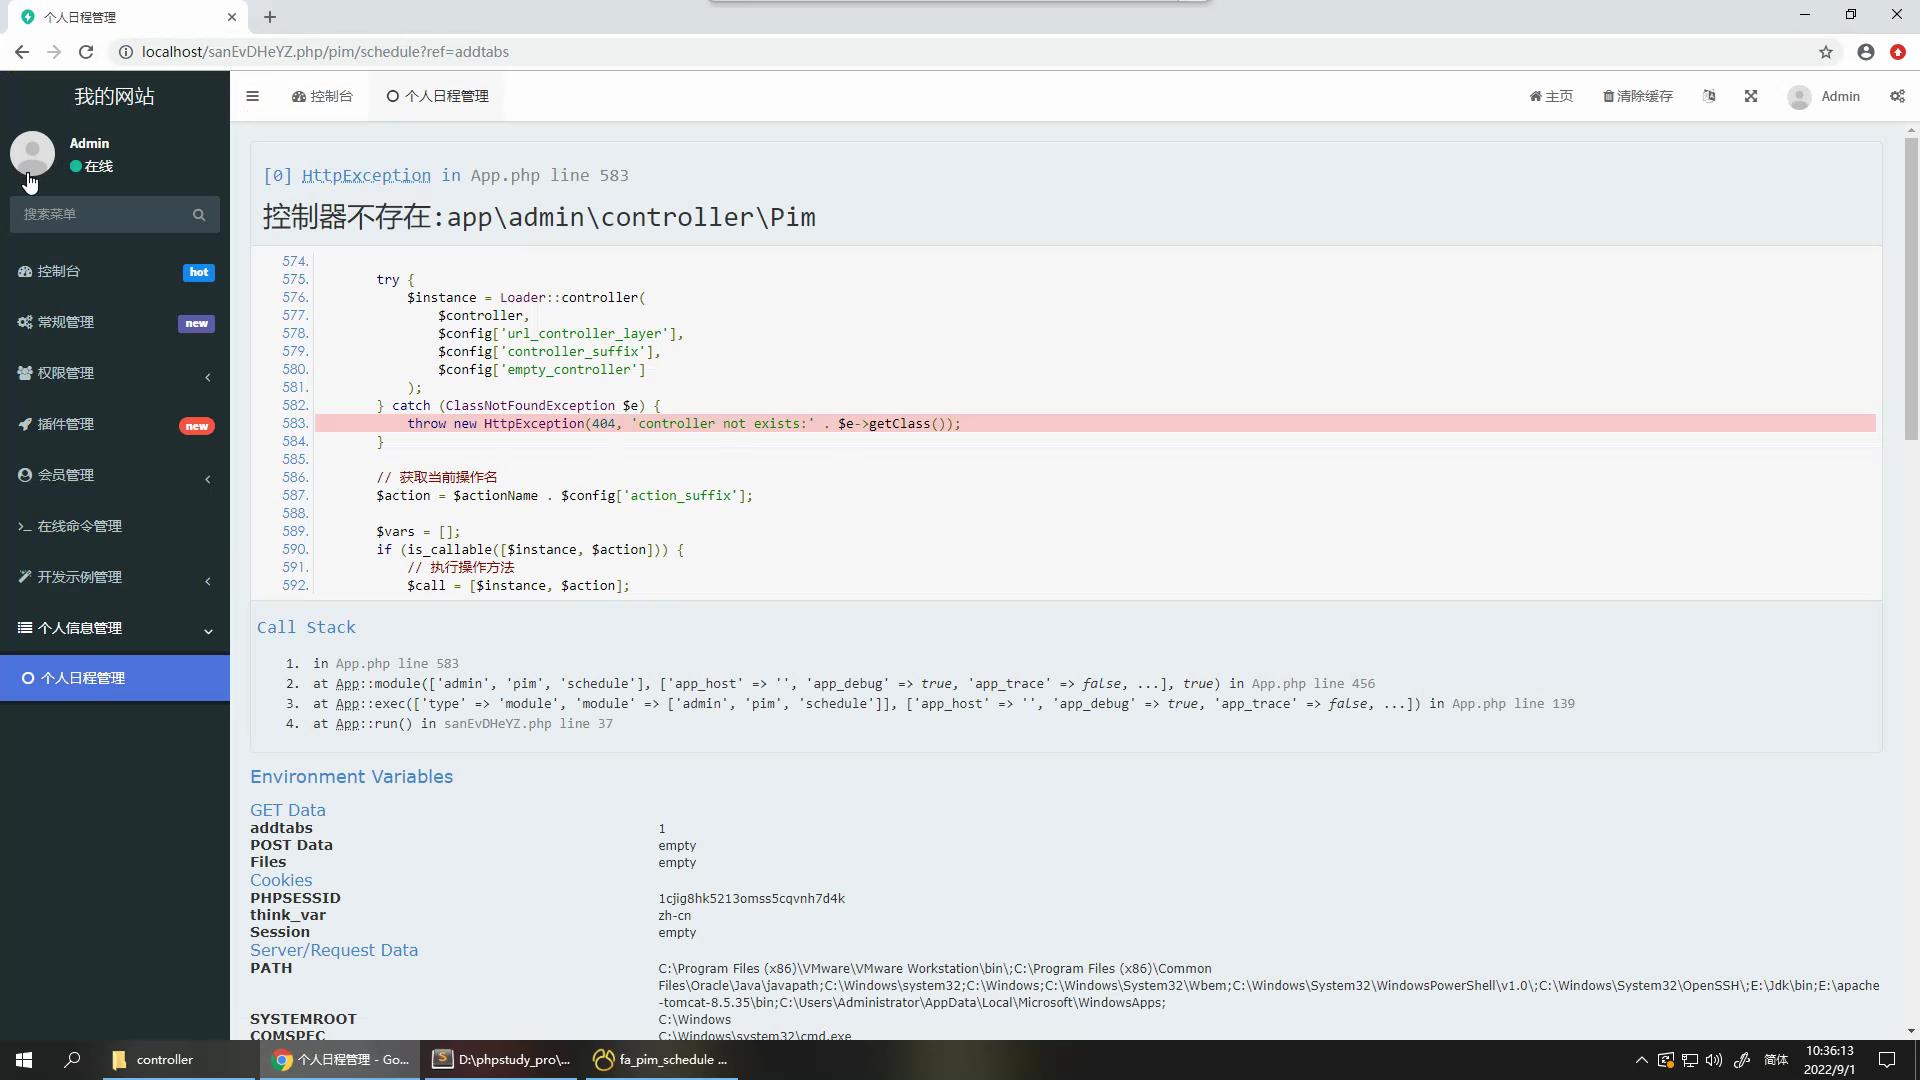 个人日程管理
localhost/sanEvDHeYZ.php/pim/schedule?ref=addtabs
我的网站
控制台
个人日程管理
主页
清除缓存
Admin
Admin
在线
搜索菜单
控制台
hot
常规管理
new
权限管理
插件管理
new
会员管理
在线命令管理
开发示例管理
个人信息管理
个人日程管理
[0] HttpException in App.php line 583
控制器不存在:app\admin\controller\Pim
574.
575. try {
576. $instance = Loader::controller(
577. $controller,
578. $config['url_controller_layer'],
579. $config['controller_suffix'],
580. $config['empty_controller']
581. );
582. } catch (ClassNotFoundException $e) {
583. throw new HttpException(404, 'controller not exists:' . $e->getClass());
584. }
585.
586. // 获取当前操作名
587. $action = $actionName . $config['action_suffix'];
588.
589. $vars = [];
590. if (is_callable([$instance, $action])) {
591. // 执行操作方法
592. $call = [$instance, $action];
Call Stack
1. in App.php line 583
2. at App::module(['admin', 'pim', 'schedule'], ['app_host' => '', 'app_debug' => true, 'app_trace' => false, ...], true) in App.php line 456
3. at App::exec(['type' => 'module', 'module' => ['admin', 'pim', 'schedule']], ['app_host' => '', 'app_debug' => true, 'app_trace' => false, ...]) in App.php line 139
4. at App::run() in sanEvDHeYZ.php line 37
Environment Variables
GET Data
addtabs 1
POST Data empty
Files empty
Cookies
PHPSESSID 1cjig8hk5213omss5cqvnh7d4k
think_var zh-cn
Session empty
Server/Request Data
PATH C:\Program Files (x86)\VMware\VMware Workstation\bin\;C:\Program Files (x86)\Common
Files\Oracle\Java\javapath;C:\Windows\system32;C:\Windows;C:\Windows\System32\Wbem;C:\Windows\System32\WindowsPowerShell\v1.0\;C:\Windows\System32\OpenSSH\;E:\Jdk\bin;E:\apache
-tomcat-8.5.35\bin;C:\Users\Administrator\AppData\Local\Microsoft\WindowsApps;
SYSTEMROOT C:\Windows
COMSPEC C:\Windows\system32\cmd.exe
controller
个人日程管理 - Go...
D:\phpstudy_pro\...
fa_pim_schedule ...
简体
10:36:13
2022/9/1